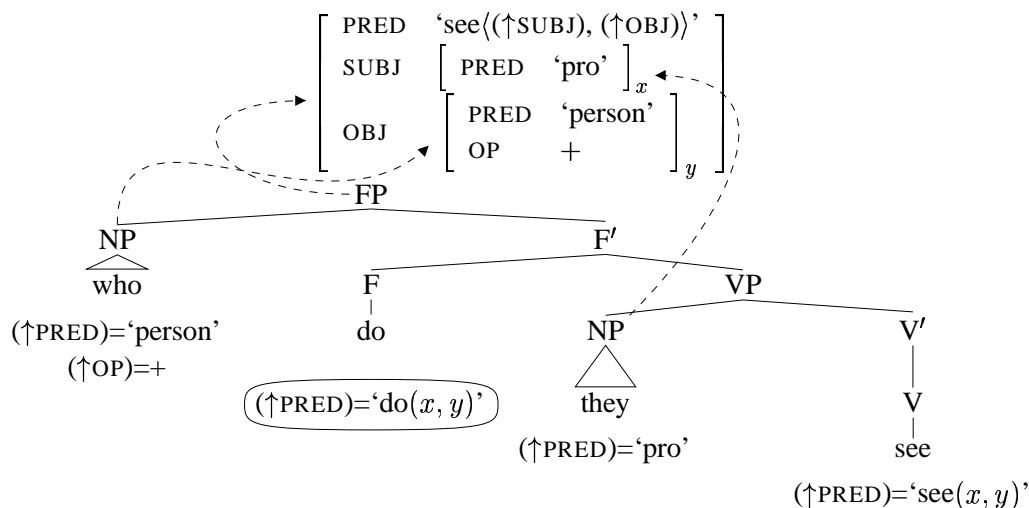 PRED ‘see⟨(↑SUBJ), (↑OBJ)⟩’
SUBJ [ PRED ‘pro’ ]x
OBJ [ PRED ‘person’
OP + ]y
FP
NP F′
who F VP
(↑PRED)=‘person’ do NP V′
(↑OP)=+
(↑PRED)=‘do(x, y)’ they V
(↑PRED)=‘pro’ see
(↑PRED)=‘see(x, y)’